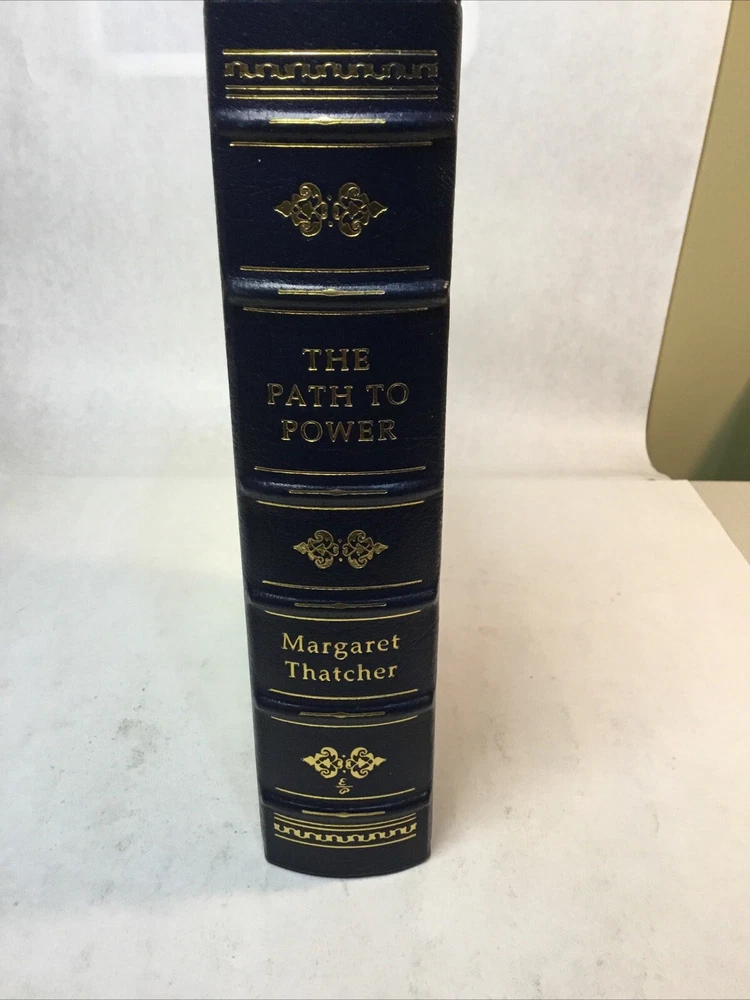 THE
PATH TO
POWER
Margaret
Thatcher